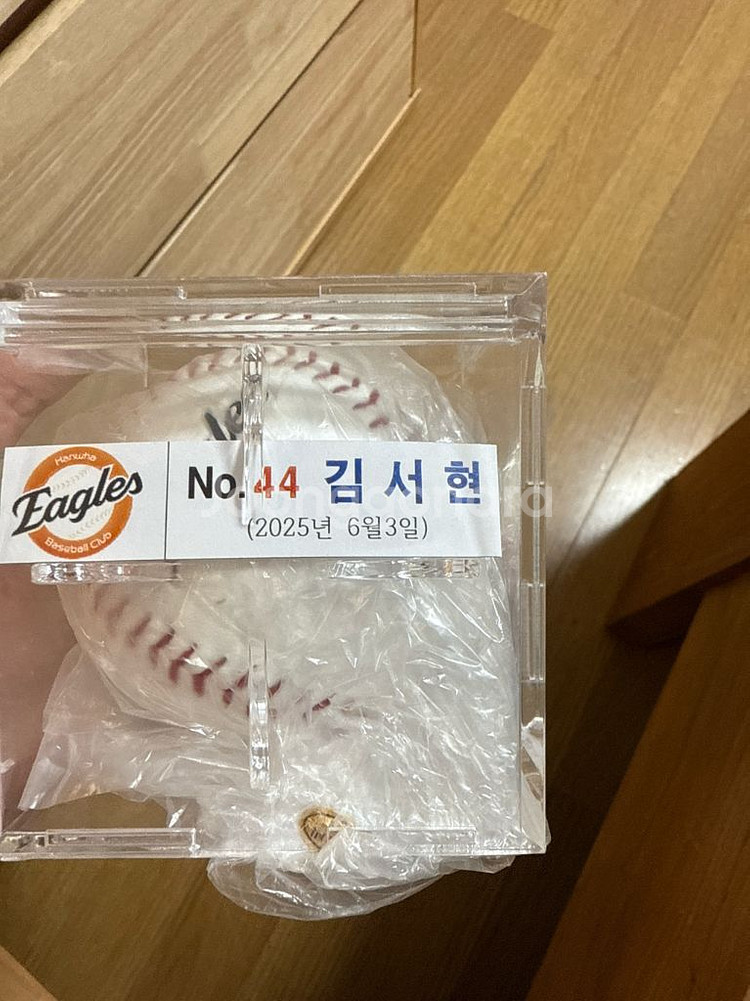 Hanwha
Eagles
Baseball Club
No.44 김서현
(2025년 6월3일)